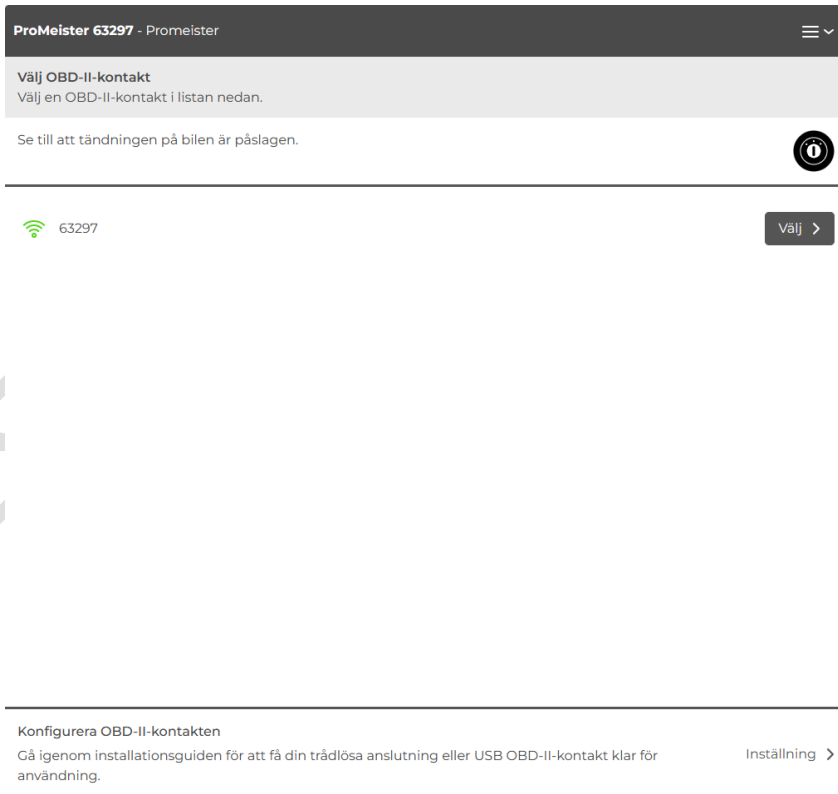 ProMeister 63297 - Promeister
Välj OBD-II-kontakt
Välj en OBD-II-kontakt i listan nedan.
Se till att tändningen på bilen är påslagen.
63297
Välj
Konfigurera OBD-II-kontakten
Gå igenom installationsguiden för att få din trådlösa anslutning eller USB OBD-II-kontakt klar för
användning.
Inställning